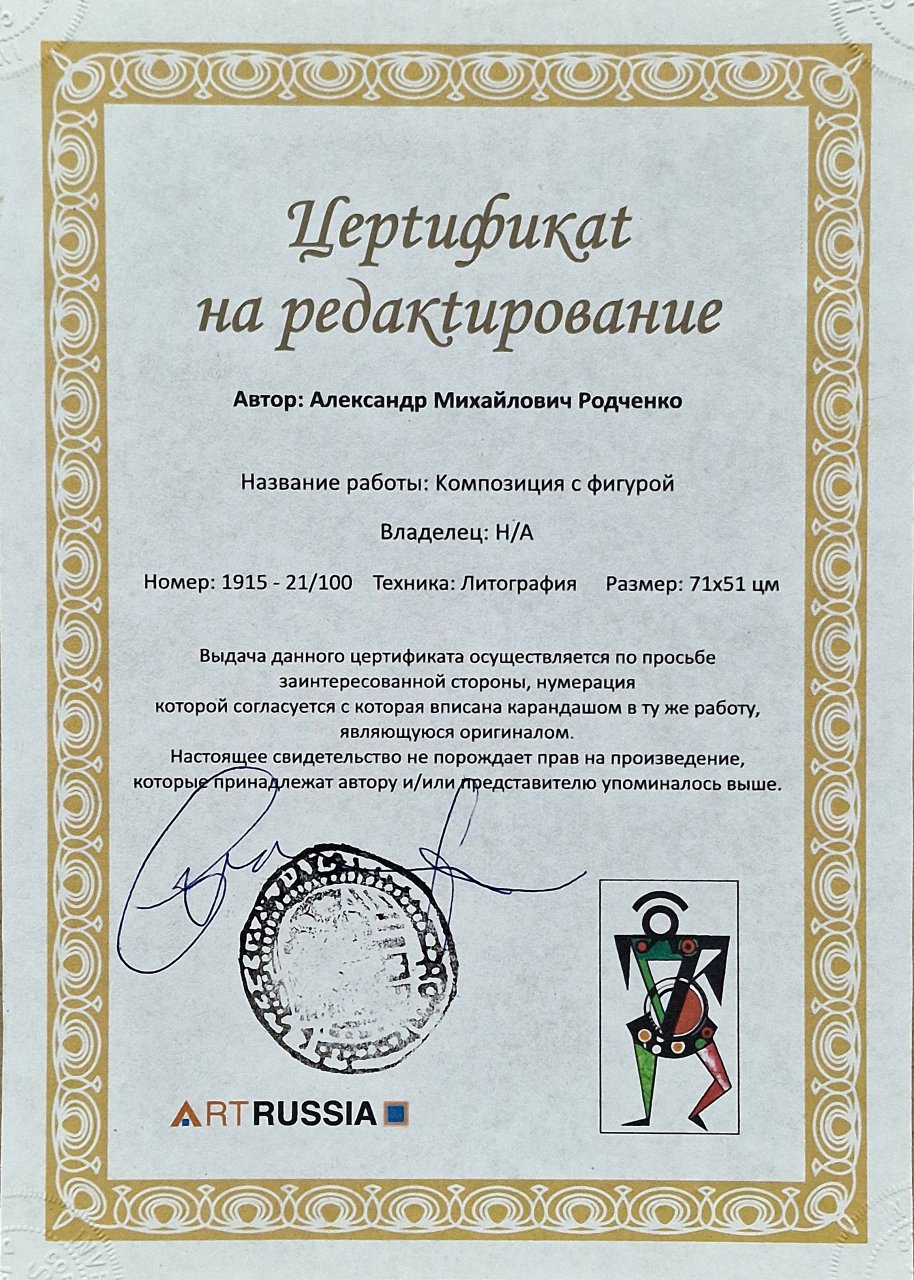 Цертификат
на редактирование
Автор: Александр Михайлович Родченко
Название работы: Композиция с фигурой
Владелец: Н/А
Номер: 1915 - 21/100 Техника: Литография Размер: 71х51 цм
Выдача данного цертификата осуществляется по просьбе
заинтересованной стороны, нумерация
которой согласуется с которая вписана карандашом в ту же работу,
являющуюся оригиналом.
Настоящее свидетельство не порождает прав на произведение,
которые принадлежат автору и/или представителю упоминалось выше.
ARTRUSSIA